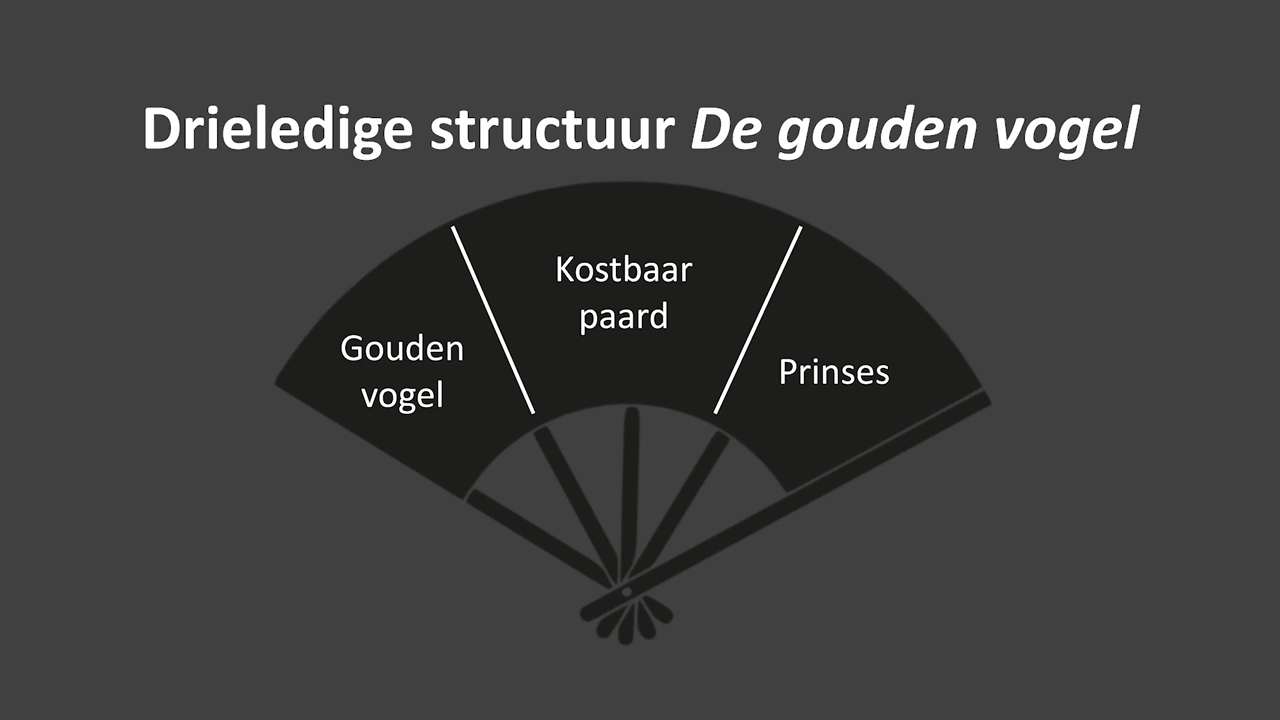 Drieledige structuur De gouden vogel
Gouden
vogel
Kostbaar
paard
Prinses